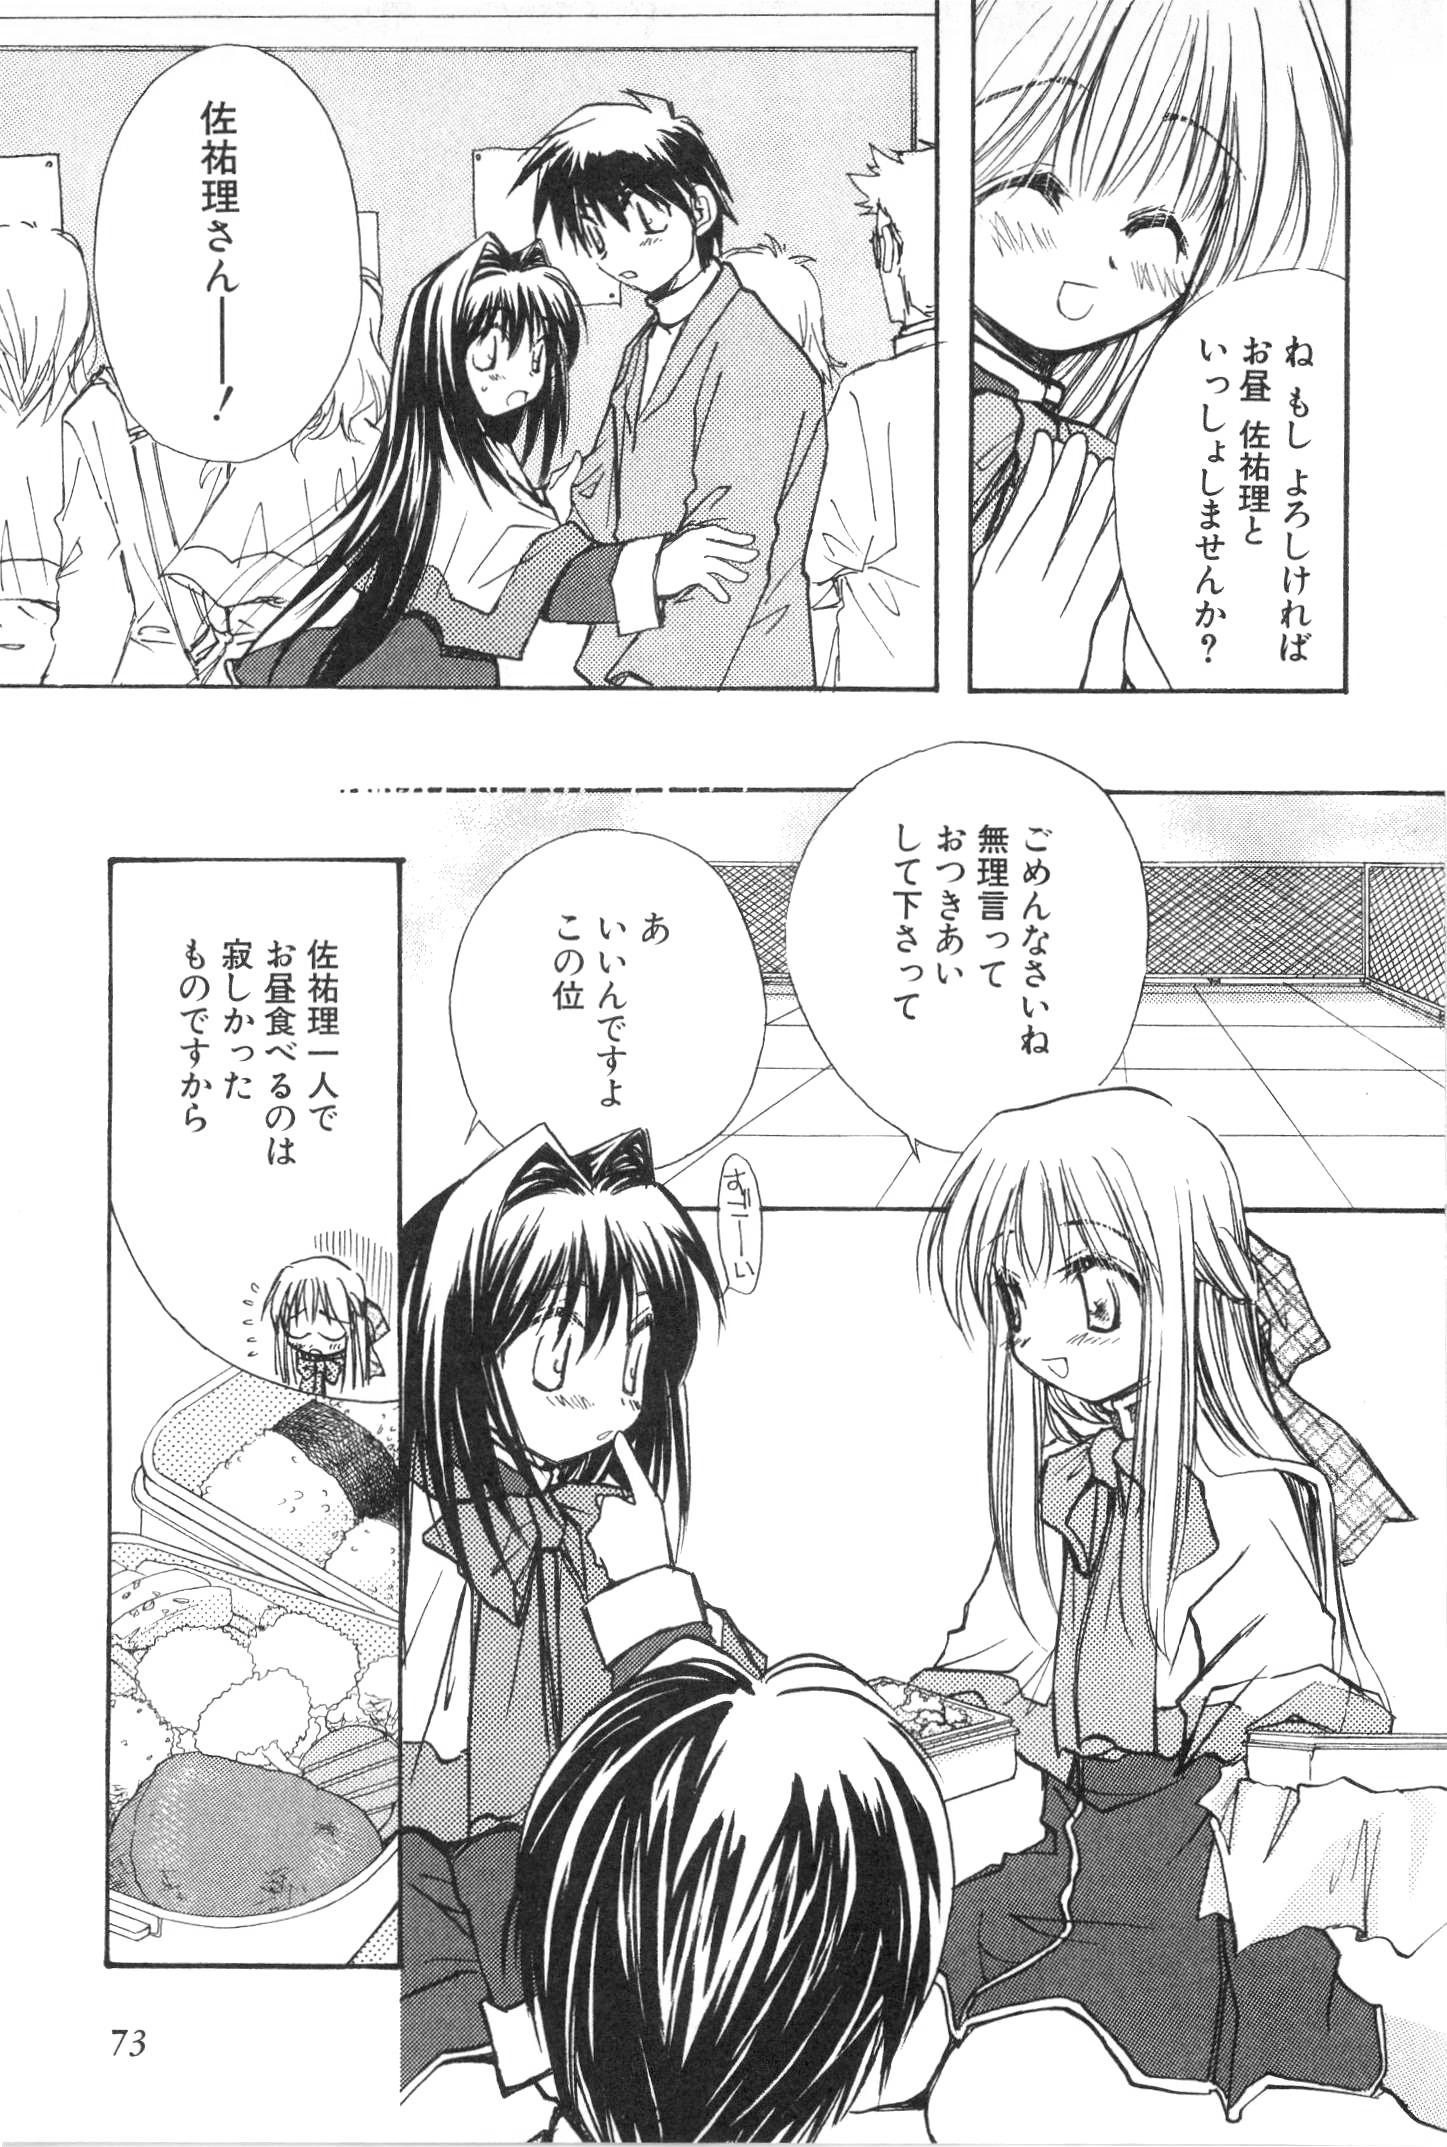 ね もし よろしければ
お昼 佐祐理と
いっしょしませんか?
佐祐理さん――!
ごめんなさいね
無理言って
おつきあい
して下さって
あ
いいんですよ
この位
すごーーい
佐祐理一人で
お昼食べるのは
寂しかった
ものですから
73